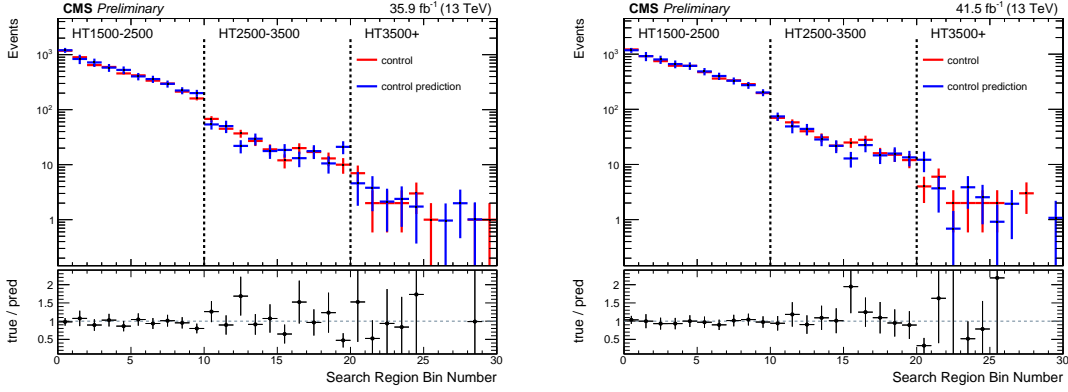 CMS Preliminary 35.9 fb⁻¹ (13 TeV)
Events
HT1500-2500 HT2500-3500 HT3500+
control
control prediction
10³
10²
10
1
true / pred
2
1.5
1
0.5
0 5 10 15 20 25 30
Search Region Bin Number
CMS Preliminary 41.5 fb⁻¹ (13 TeV)
Events
HT1500-2500 HT2500-3500 HT3500+
control
control prediction
10³
10²
10
1
true / pred
2
1.5
1
0.5
0 5 10 15 20 25 30
Search Region Bin Number